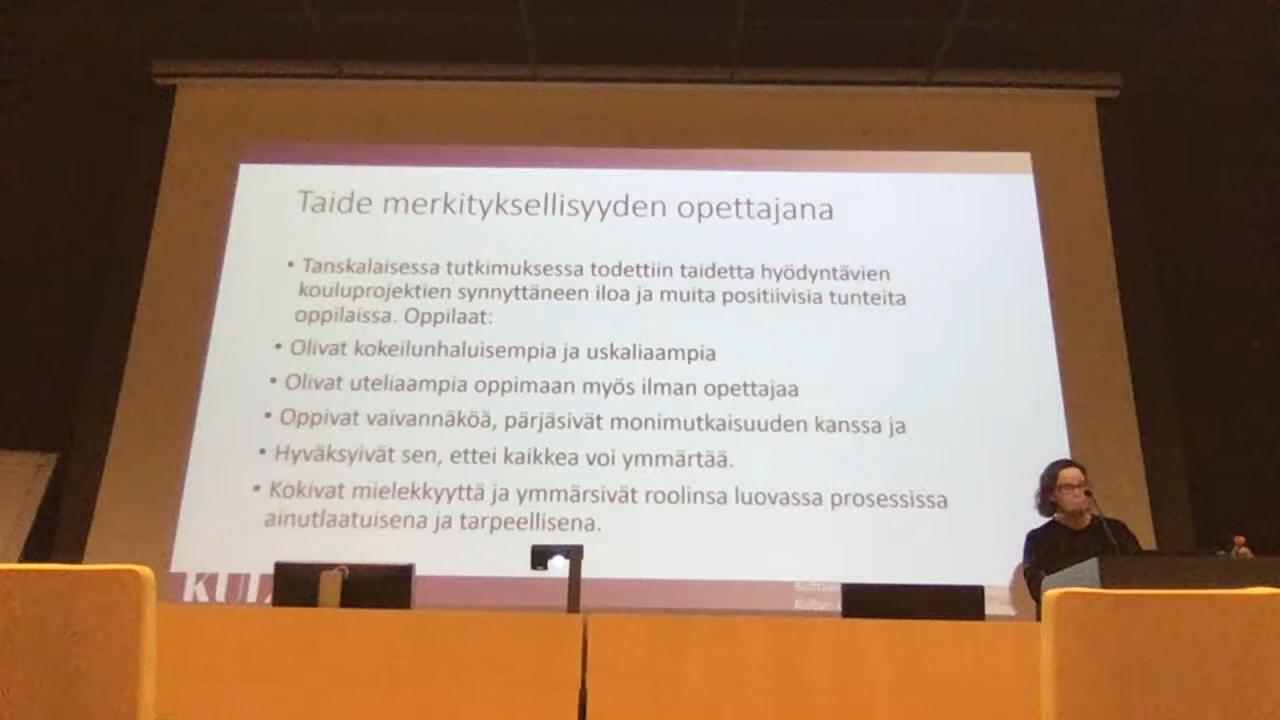 Taide merkityksellisyyden opettajana
• Tanskalaisessa tutkimuksessa todettiin taidetta hyödyntävien
kouluprojektien synnyttäneen iloa ja muita positiivisia tunteita
oppilaissa. Oppilaat:
• Olivat kokeilunhaluisempia ja uskaliaampia
• Olivat uteliaampia oppimaan myös ilman opettajaa
• Oppivat vaivannäköä, pärjäsivät monimutkaisuuden kanssa ja
• Hyväksyivät sen, ettei kaikkea voi ymmärtää.
• Kokivat mielekkyyttä ja ymmärsivät roolinsa luovassa prosessissa
ainutlaatuisena ja tarpeellisena.